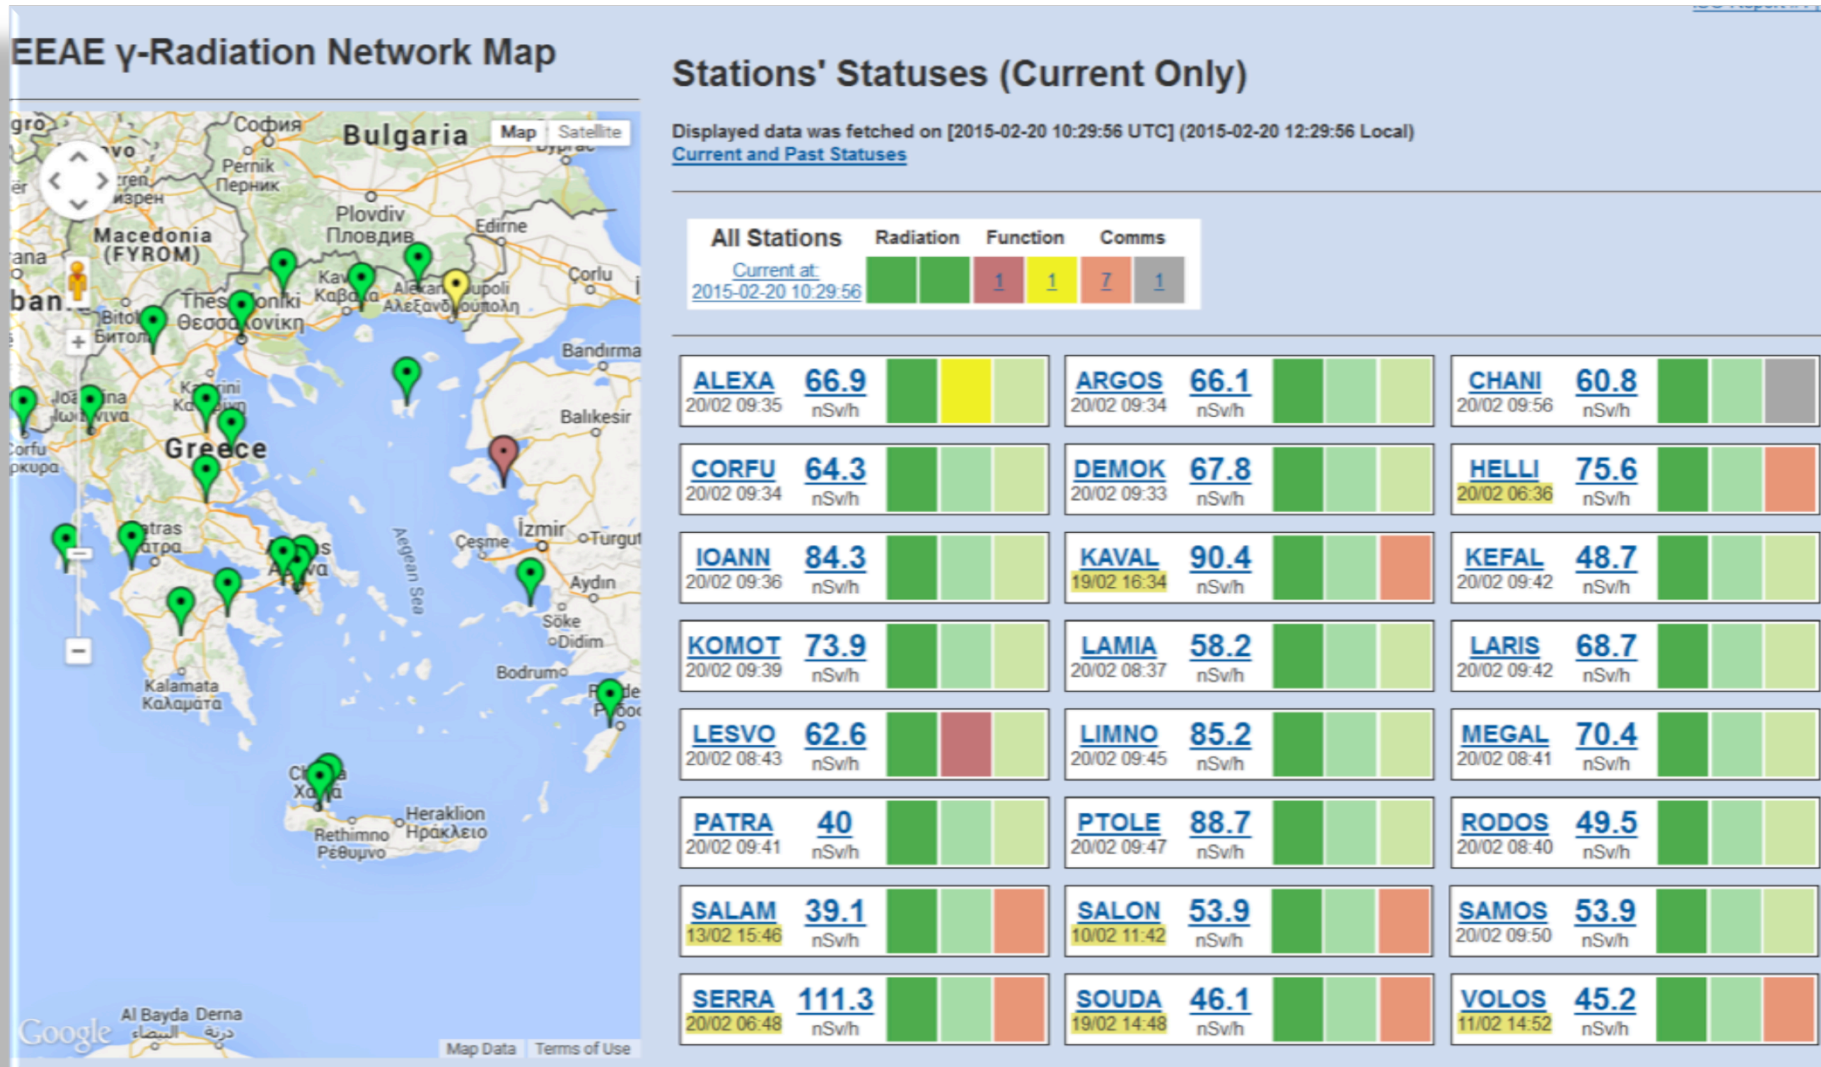 EEAE γ-Radiation Network Map
Map
Satellite
София
Bulgaria
Pernik
Перник
Plovdiv
Пловдив
Edirne
Macedonia
(FYROM)
Çorlu
Αλεξανδρούπολη
Θεσσαλονίκη
Bandırma
Balıkesir
Greece
Corfu
Aegean Sea
İzmir
Çeşme
Turgut
Aydın
Söke
Didim
Bodrum
Kalamata
Καλαμάτα
Heraklion
Ηράκλειο
Rethimno
Ρέθυμνο
Al Bayda
Derna
البيضاء
درنة
Google
Map Data
Terms of Use
Stations' Statuses (Current Only)
Displayed data was fetched on [2015-02-20 10:29:56 UTC] (2015-02-20 12:29:56 Local)
Current and Past Statuses
All Stations Radiation Function Comms
Current at:
2015-02-20 10:29:56
1 1 7 1
ALEXA 66.9
20/02 09:35 nSv/h
ARGOS 66.1
20/02 09:34 nSv/h
CHANI 60.8
20/02 09:56 nSv/h
CORFU 64.3
20/02 09:34 nSv/h
DEMOK 67.8
20/02 09:33 nSv/h
HELLI 75.6
20/02 06:36 nSv/h
IOANN 84.3
20/02 09:36 nSv/h
KAVAL 90.4
19/02 16:34 nSv/h
KEFAL 48.7
20/02 09:42 nSv/h
KOMOT 73.9
20/02 09:39 nSv/h
LAMIA 58.2
20/02 08:37 nSv/h
LARIS 68.7
20/02 09:42 nSv/h
LESVO 62.6
20/02 08:43 nSv/h
LIMNO 85.2
20/02 09:45 nSv/h
MEGAL 70.4
20/02 08:41 nSv/h
PATRA 40
20/02 09:41 nSv/h
PTOLE 88.7
20/02 09:47 nSv/h
RODOS 49.5
20/02 08:40 nSv/h
SALAM 39.1
13/02 15:46 nSv/h
SALON 53.9
10/02 11:42 nSv/h
SAMOS 53.9
20/02 09:50 nSv/h
SERRA 111.3
20/02 06:48 nSv/h
SOUDA 46.1
19/02 14:48 nSv/h
VOLOS 45.2
11/02 14:52 nSv/h